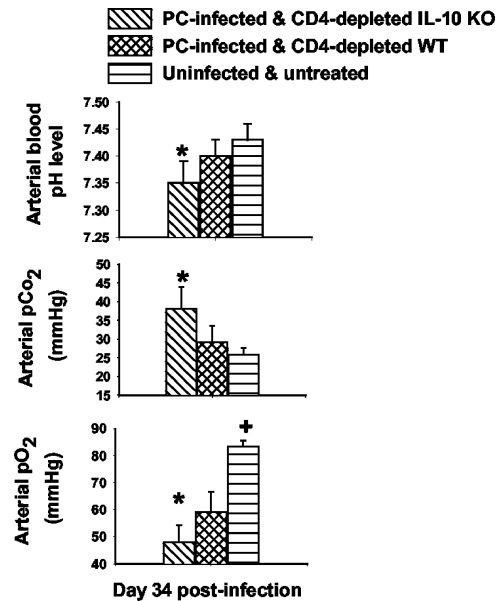 PC-infected & CD4-depleted IL-10 KO
PC-infected & CD4-depleted WT
Uninfected & untreated
Arterial blood
pH level
7.50
7.45
7.40
7.35
7.30
7.25
*
Arterial pCo2
(mmHg)
50
45
40
35
30
25
20
15
*
Arterial pO2
(mmHg)
90
80
70
60
50
40
*
+
Day 34 post-infection